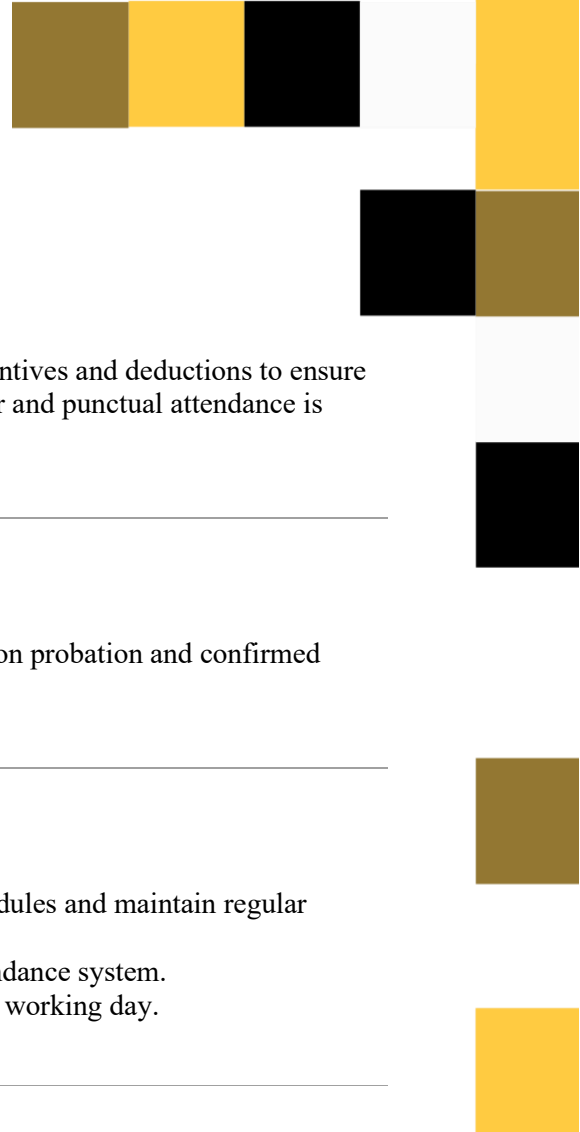 ntives and deductions to ensure
r and punctual attendance is
on probation and confirmed
dules and maintain regular
ndance system.
working day.